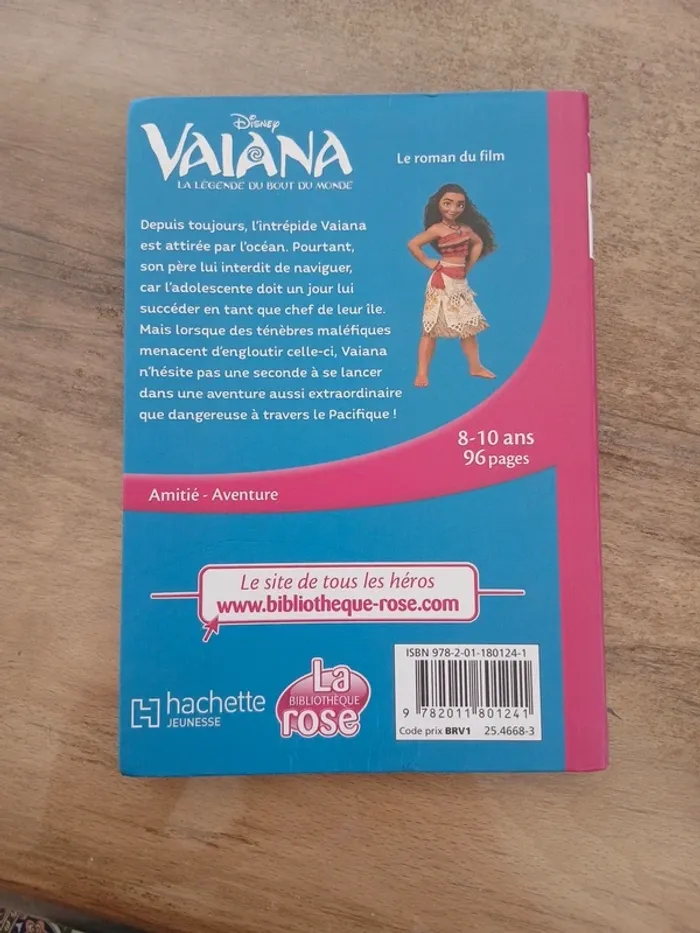 Disney
VAIANA
LA LÉGENDE DU BOUT DU MONDE
Le roman du film
Depuis toujours, l'intrépide Vaiana
est attirée par l'océan. Pourtant,
son père lui interdit de naviguer,
car l'adolescente doit un jour lui
succéder en tant que chef de leur île.
Mais lorsque des ténèbres maléfiques
menacent d'engloutir celle-ci, Vaiana
n'hésite pas une seconde à se lancer
dans une aventure aussi extraordinaire
que dangereuse à travers le Pacifique !
8-10 ans
96 pages
Amitié - Aventure
Le site de tous les héros
www.bibliotheque-rose.com
hachette
JEUNESSE
La
BIBLIOTHÈQUE
rose
ISBN 978-2-01-180124-1
9 782011 801241
Code prix BRV1 25.4668-3